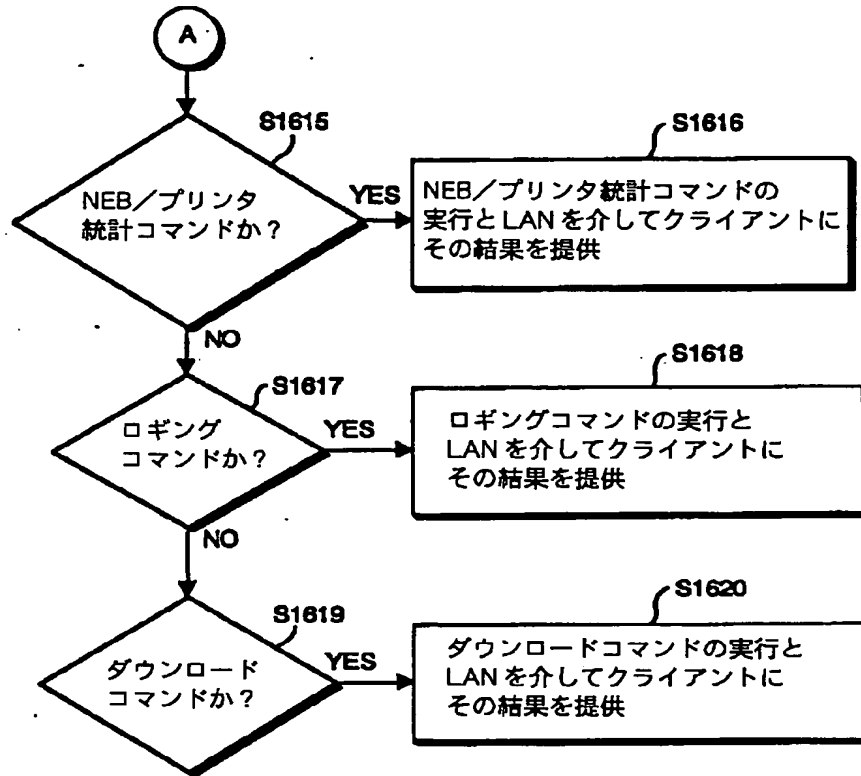 A
S1615
NEB／プリンタ
統計コマンドか？
YES
S1616
NEB／プリンタ統計コマンドの
実行とLANを介してクライアントに
その結果を提供
NO
S1617
ロギング
コマンドか？
YES
S1618
ロギングコマンドの実行と
LANを介してクライアントに
その結果を提供
NO
S1619
ダウンロード
コマンドか？
YES
S1620
ダウンロードコマンドの実行と
LANを介してクライアントに
その結果を提供